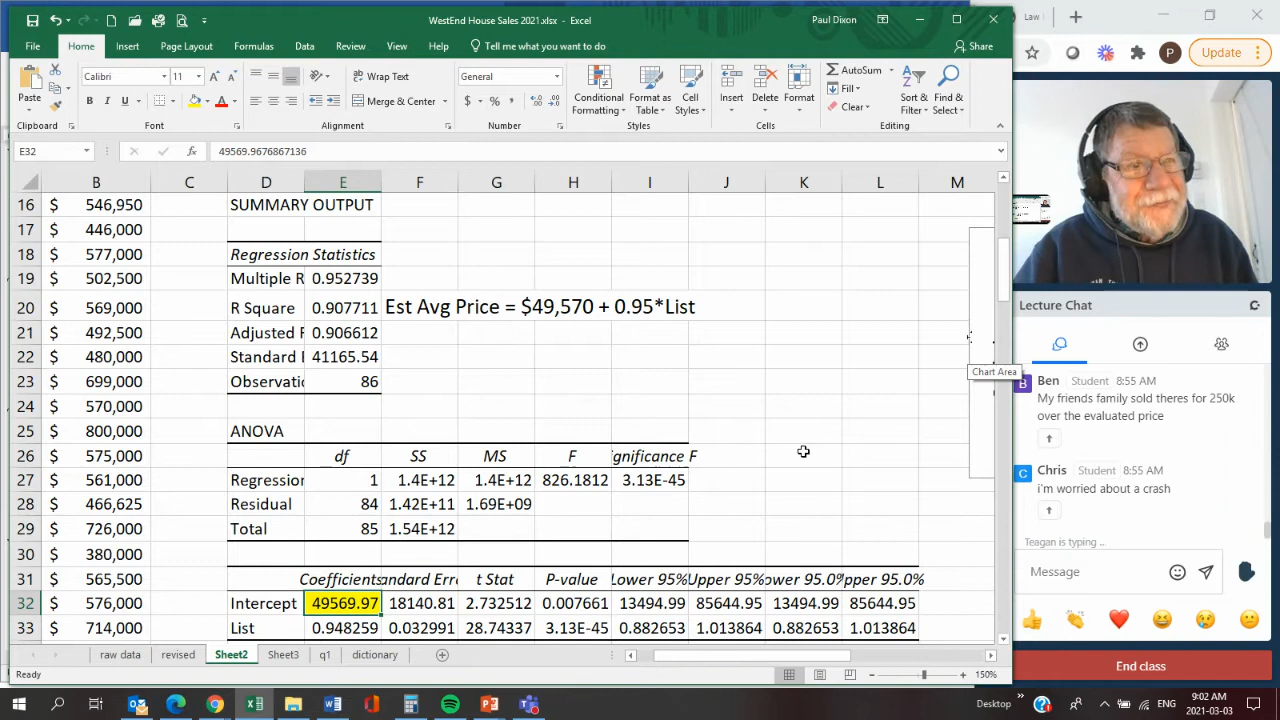 WestEnd House Sales 2021.xlsx - Excel
Paul Dixon
Law
File Home Insert Page Layout Formulas Data Review View Help Tell me what you want to do Share
Update
P
Paste
Calibri 11
Wrap Text
General
Merge & Center
Conditional Formatting
Format as Table
Cell Styles
Insert Delete Format
AutoSum
Fill
Clear
Sort & Filter
Find & Select
Clipboard Font Alignment Number Styles Cells Editing
E32 fx 49569.9676867136
B C D E F G H I J K L M
16 $ 546,950 SUMMARY OUTPUT
17 $ 446,000
18 $ 577,000 Regression Statistics
19 $ 502,500 Multiple R 0.952739
20 $ 569,000 R Square 0.907711 Est Avg Price = $49,570 + 0.95*List
21 $ 492,500 Adjusted F 0.906612
22 $ 480,000 Standard I 41165.54
23 $ 699,000 Observatio 86
24 $ 570,000
25 $ 800,000 ANOVA
26 $ 575,000 df SS MS F ignificance F
27 $ 561,000 Regression 1 1.4E+12 1.4E+12 826.1812 3.13E-45
28 $ 466,625 Residual 84 1.42E+11 1.69E+09
29 $ 726,000 Total 85 1.54E+12
30 $ 380,000
31 $ 565,500 Coefficients andard Erro t Stat P-value Lower 95% Upper 95% ower 95.0% pper 95.0%
32 $ 576,000 Intercept 49569.97 18140.81 2.732512 0.007661 13494.99 85644.95 13494.99 85644.95
33 $ 714,000 List 0.948259 0.032991 28.74337 3.13E-45 0.882653 1.013864 0.882653 1.013864
Chart Area
raw data revised Sheet2 Sheet3 q1 dictionary
Ready
150%
Lecture Chat
B Ben Student 8:55 AM
My friends family sold theres for 250k
over the evaluated price
C Chris Student 8:55 AM
i'm worried about a crash
Teagan is typing ..
Message
End class
Desktop
ENG
9:02 AM
2021-03-03